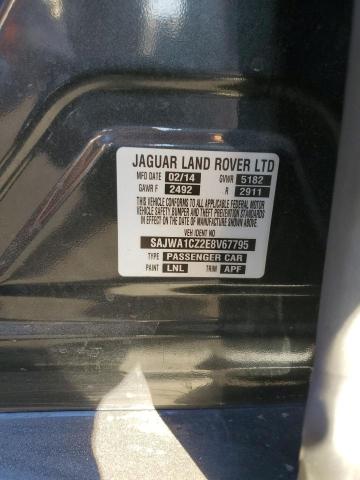 JAGUAR LAND ROVER LTD
MFD DATE 02/14 GVWR 5182
GAWR F 2492 R 2911
THIS VEHICLE CONFORMS TO ALL APPLICABLE FEDERAL MOTOR
VEHICLE SAFETY,BUMPER AND THEFT PREVENTION STANDARDS
IN EFFECT ON THE DATE OF MANUFACTURE SHOWN ABOVE.
VEH IDENT NO
SAJWA1CZ2E8V67795
TYPE PASSENGER CAR
PAINT LNL TRIM APF